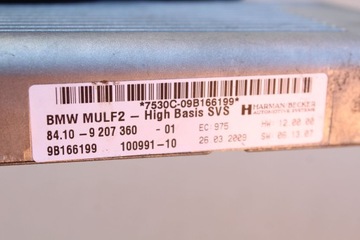 *7530C-09B166199*
BMW MULF2 – High Basis SVS HARMAN/BECKER
AUTOMOTIVE SYSTEMS
84.10-9 207 360 -01 EC: 975 HW: 12.00.00
9B166199 100991-10 26 03 2009 SW: 09.13.07